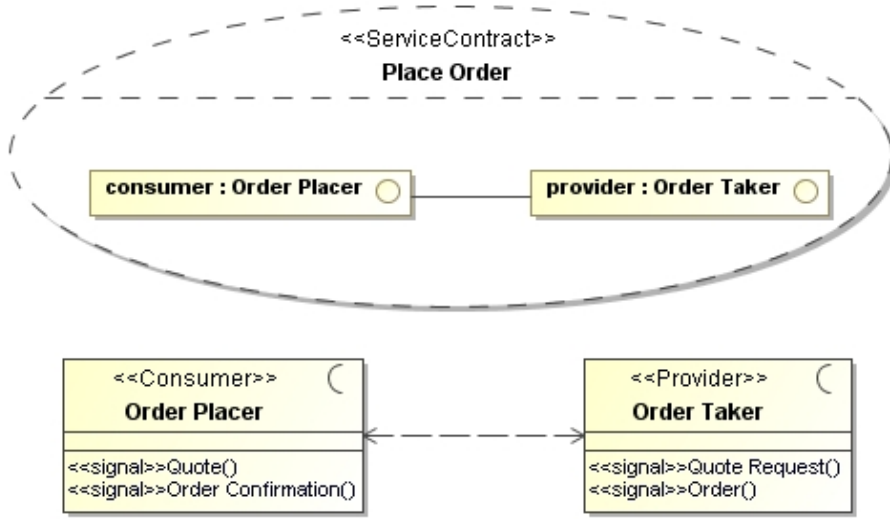 <<ServiceContract>>
Place Order
consumer : Order Placer
provider : Order Taker
<<Consumer>>
Order Placer
<<signal>>Quote()
<<signal>>Order Confirmation()
<<Provider>>
Order Taker
<<signal>>Quote Request()
<<signal>>Order()